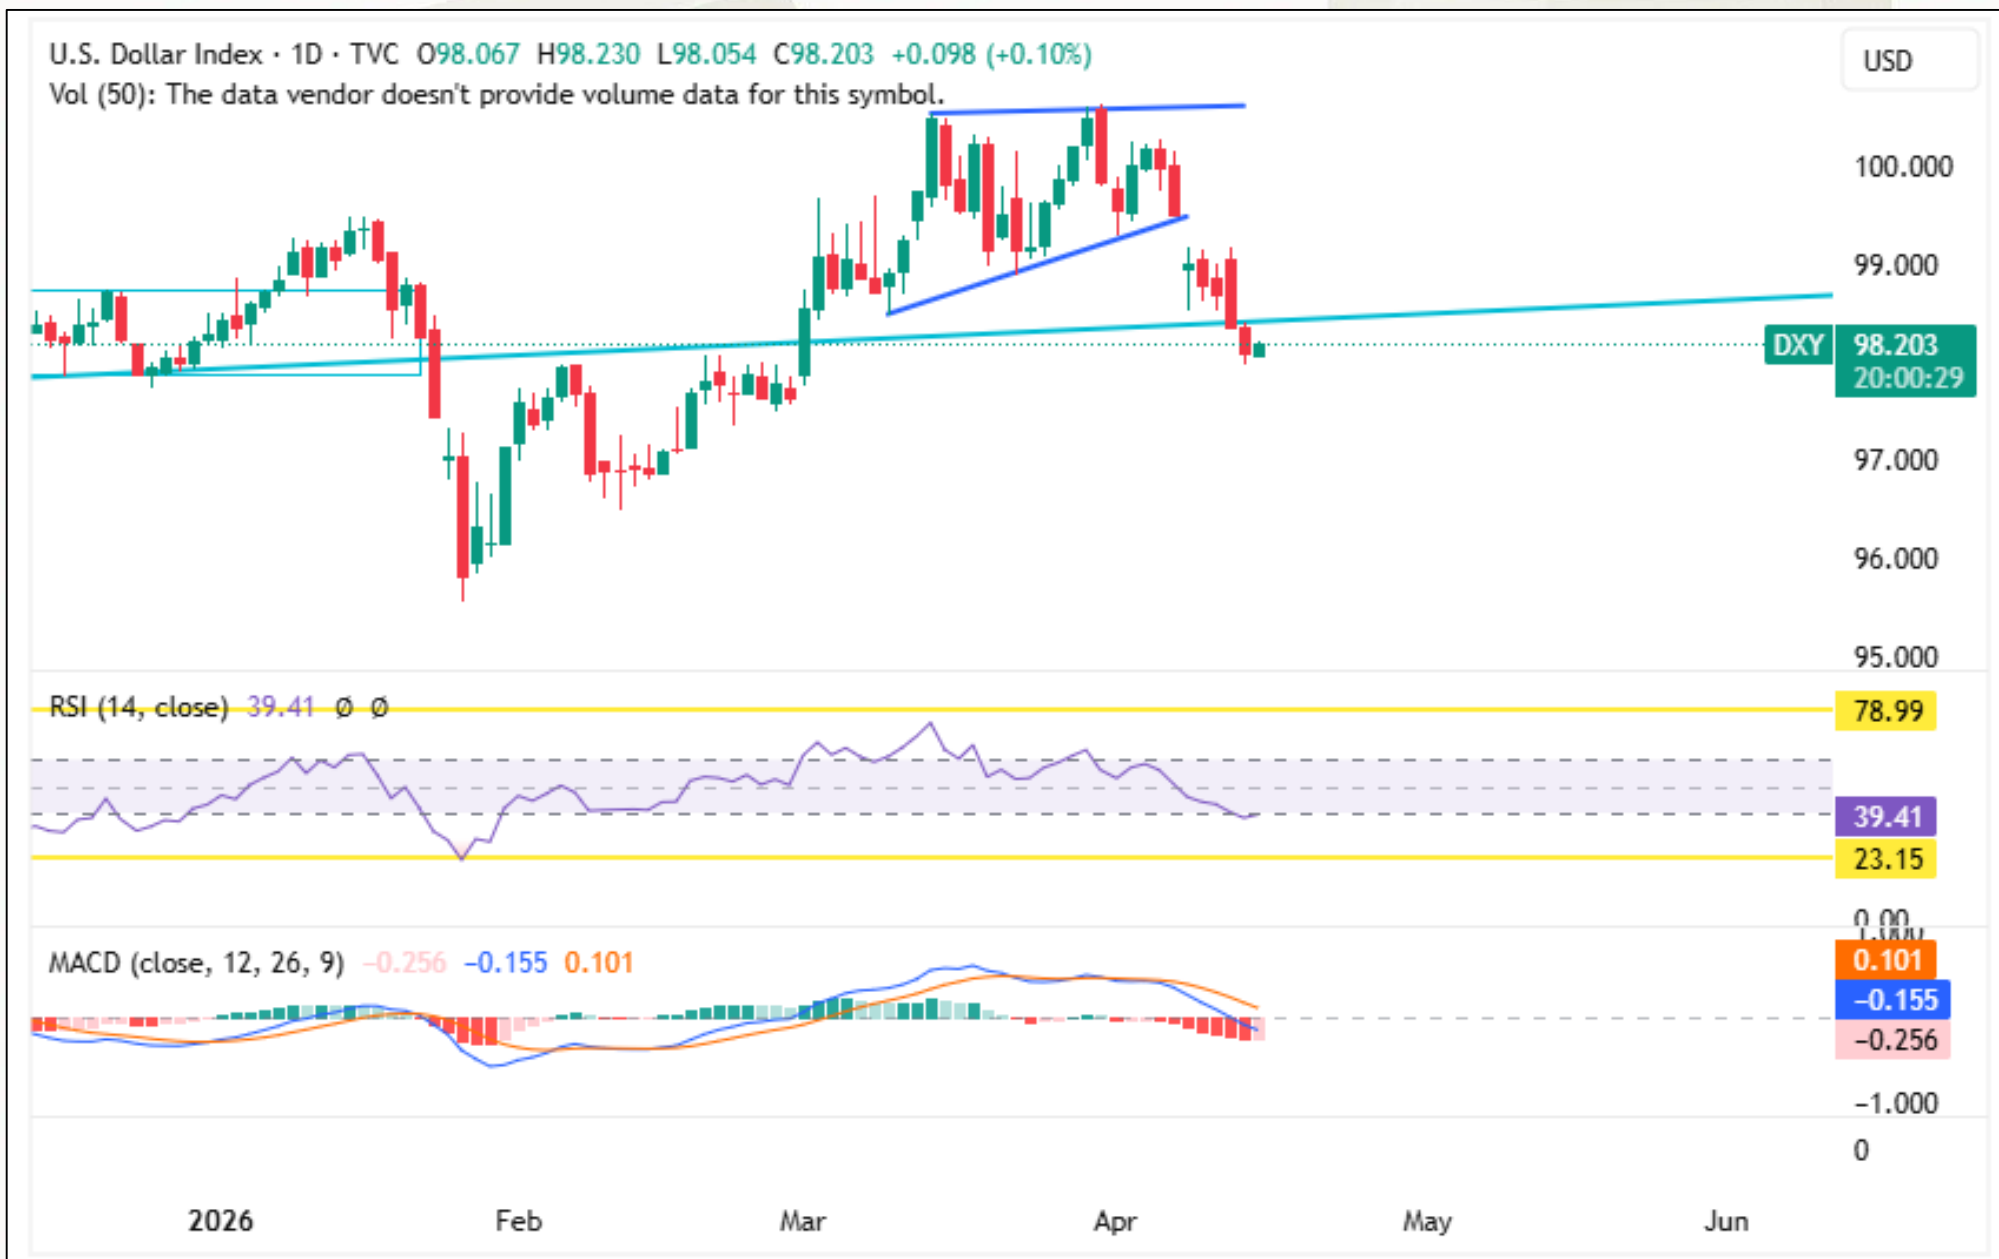 U.S. Dollar Index · 1D · TVC O98.067 H98.230 L98.054 C98.203 +0.098 (+0.10%)
USD
Vol (50): The data vendor doesn't provide volume data for this symbol.
100.000
99.000
DXY 98.203
20:00:29
97.000
96.000
95.000
RSI (14, close) 39.41 Ø Ø
78.99
39.41
23.15
0.00
1.000
MACD (close, 12, 26, 9) −0.256 −0.155 0.101
0.101
−0.155
−0.256
−1.000
0
2026 Feb Mar Apr May Jun